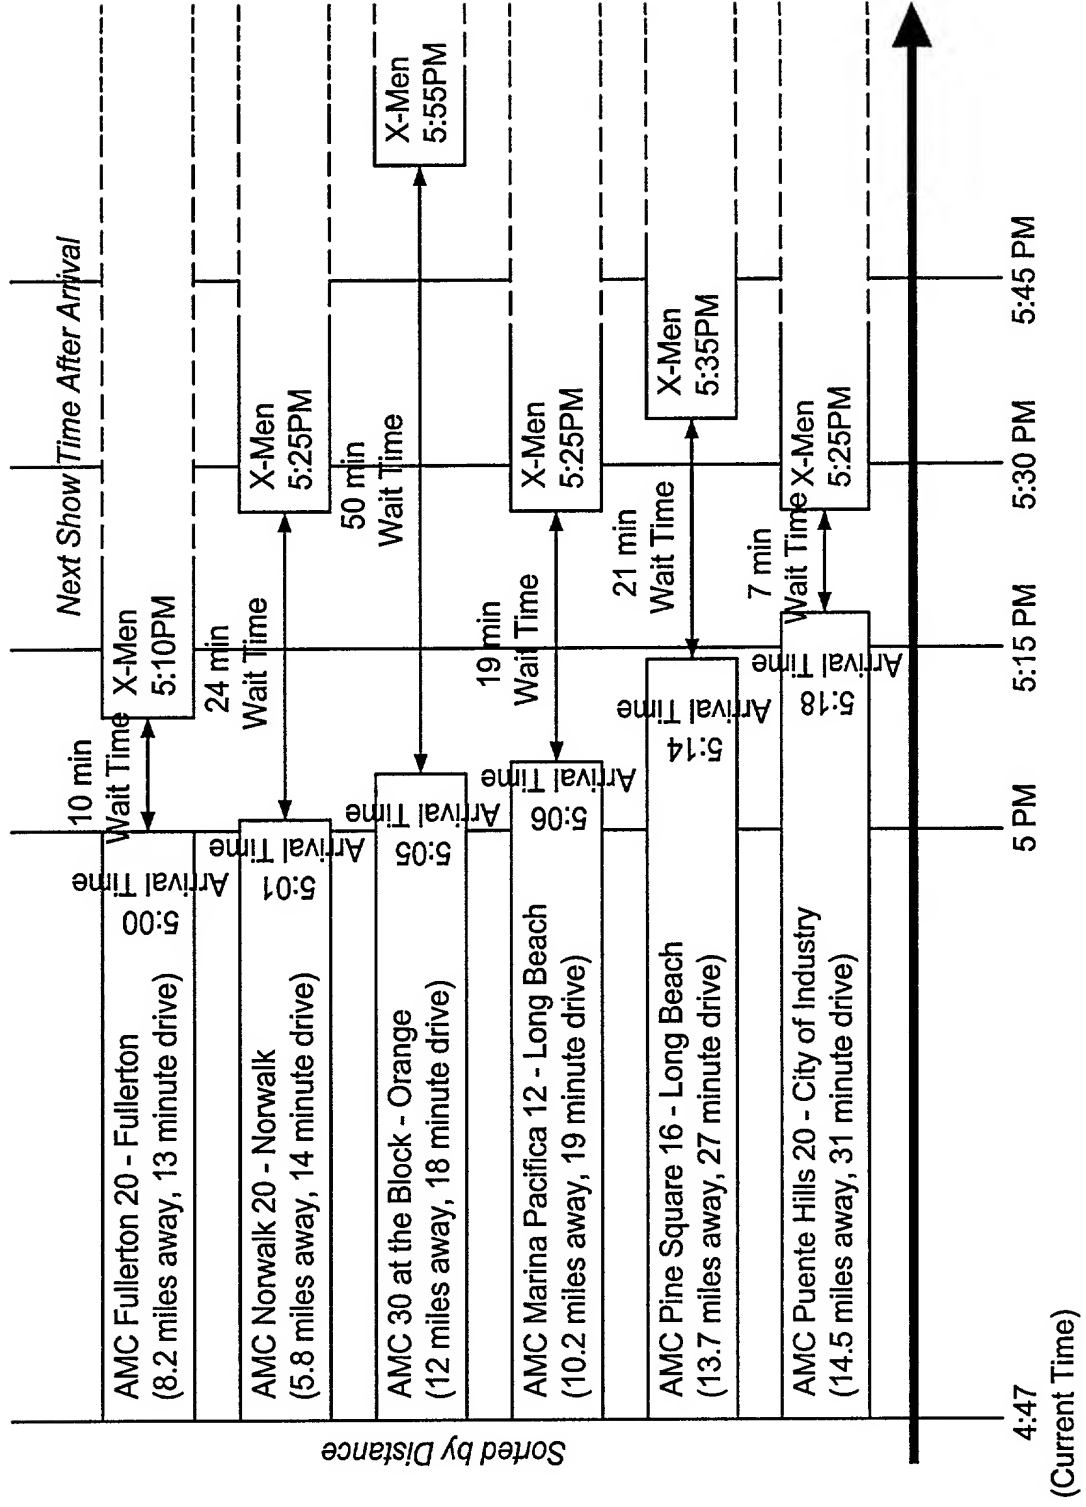 Sorted by Distance
Next Show Time After Arrival
AMC Fullerton 20 - Fullerton
(8.2 miles away, 13 minute drive)
Arrival Time
5:00
10 min
Wait Time
X-Men
5:10PM
AMC Norwalk 20 - Norwalk
(5.8 miles away, 14 minute drive)
Arrival Time
5:01
24 min
Wait Time
X-Men
5:25PM
AMC 30 at the Block - Orange
(12 miles away, 18 minute drive)
Arrival Time
5:05
50 min
Wait Time
X-Men
5:55PM
AMC Marina Pacifica 12 - Long Beach
(10.2 miles away, 19 minute drive)
Arrival Time
5:06
19 min
Wait Time
X-Men
5:25PM
AMC Pine Square 16 - Long Beach
(13.7 miles away, 27 minute drive)
Arrival Time
5:14
21 min
Wait Time
X-Men
5:35PM
AMC Puente Hills 20 - City of Industry
(14.5 miles away, 31 minute drive)
Arrival Time
5:18
7 min
Wait Time
X-Men
5:25PM
4:47
(Current Time)
5 PM
5:15 PM
5:30 PM
5:45 PM